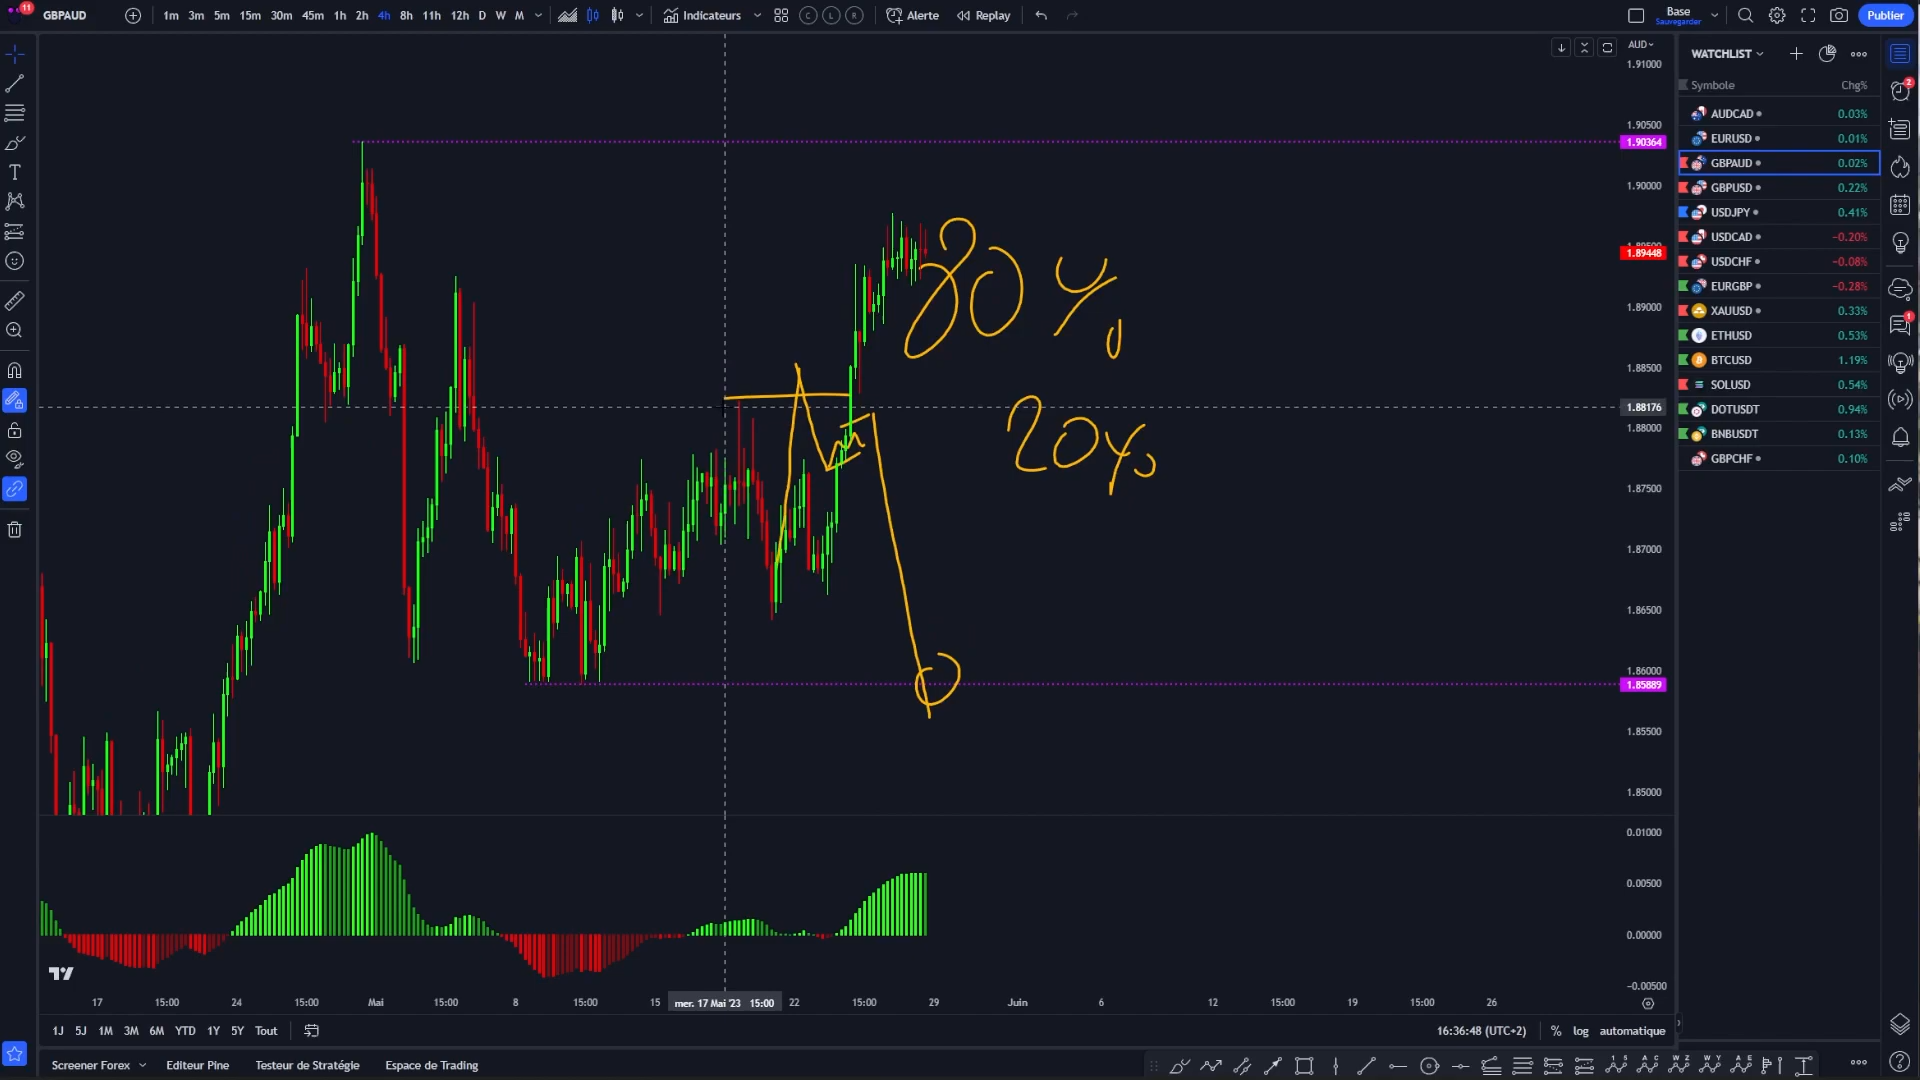 11 GBPAUD 1m 3m 5m 15m 30m 45m 1h 2h 4h 8h 11h 12h D W M Indicateurs C L R Alerte Replay Base Sauvegarder Publier
AUD
WATCHLIST
Symbole Chg%
AUDCAD 0.03%
EURUSD 0.01%
GBPAUD 0.02%
GBPUSD 0.22%
USDJPY 0.41%
USDCAD −0.20%
USDCHF −0.08%
EURGBP −0.28%
XAUUSD 0.33%
ETHUSD 0.53%
BTCUSD 1.19%
SOLUSD 0.54%
DOTUSDT 0.94%
BNBUSDT 0.13%
GBPCHF 0.10%
2
1
1.91000
1.90500
1.90364
1.90000
1.89448
1.89000
1.88500
1.88176
1.88000
1.87500
1.87000
1.86500
1.86000
1.85889
1.85500
1.85000
0.01000
0.00500
0.00000
−0.00500
80%
20%
17 15:00 24 15:00 Mai 15:00 8 15:00 15 mer. 17 Mai '23 15:00 22 15:00 29 Juin 6 12 15:00 19 15:00 26
1J 5J 1M 3M 6M YTD 1Y 5Y Tout 16:36:48 (UTC+2) % log automatique
Screener Forex Editeur Pine Testeur de Stratégie Espace de Trading